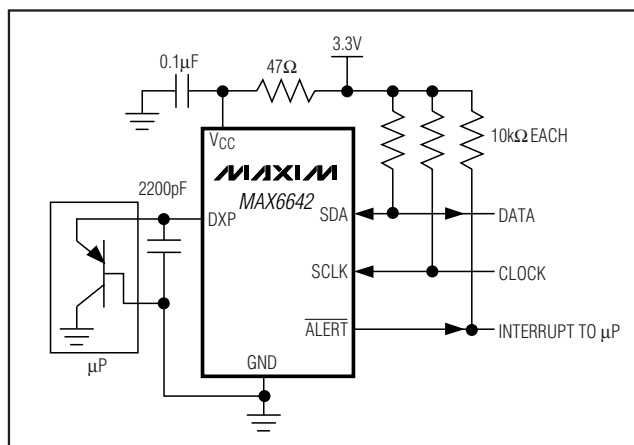 3.3V
0.1μF
47Ω
10kΩ EACH
VCC
MAXIM
MAX6642
2200pF
DXP
SDA
DATA
SCLK
CLOCK
ALERT
INTERRUPT TO μP
GND
μP